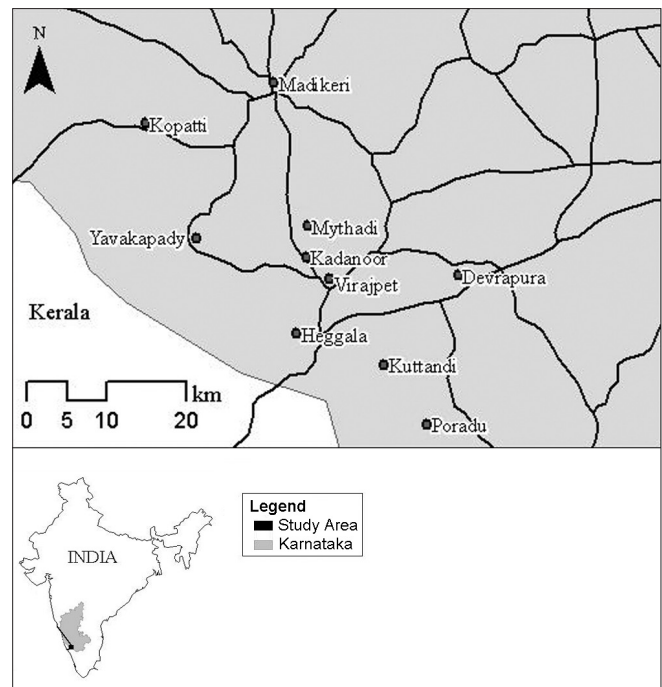 N
Madikeri
Kopatti
Mythadi
Yavakapady
Kadanoor
Virajpet
Devrapura
Kerala
Heggala
Kuttandi
km
0 5 10 20
Poradu
Legend
Study Area
Karnataka
INDIA